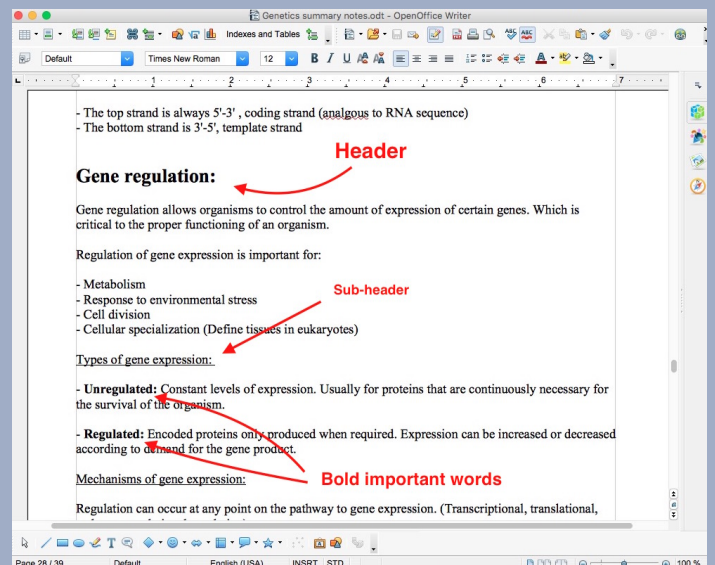 Genetics summary notes.odt - OpenOffice Writer
Indexes and Tables
Default Times New Roman 12 B I U
1 2 3 4 5 6 7
- The top strand is always 5'-3' , coding strand (analgous to RNA sequence)
- The bottom strand is 3'-5', template strand
Header
Gene regulation:
Gene regulation allows organisms to control the amount of expression of certain genes. Which is
critical to the proper functioning of an organism.
Regulation of gene expression is important for:
- Metabolism
- Response to environmental stress
Sub-header
- Cell division
- Cellular specialization (Define tissues in eukaryotes)
Types of gene expression:
- Unregulated: Constant levels of expression. Usually for proteins that are continuously necessary for
the survival of the organism.
- Regulated: Encoded proteins only produced when required. Expression can be increased or decreased
according to demand for the gene product.
Mechanisms of gene expression:
Bold important words
Regulation can occur at any point on the pathway to gene expression. (Transcriptional, translational,
Page 28 / 39 Default English (USA) INSRT STD 100 %